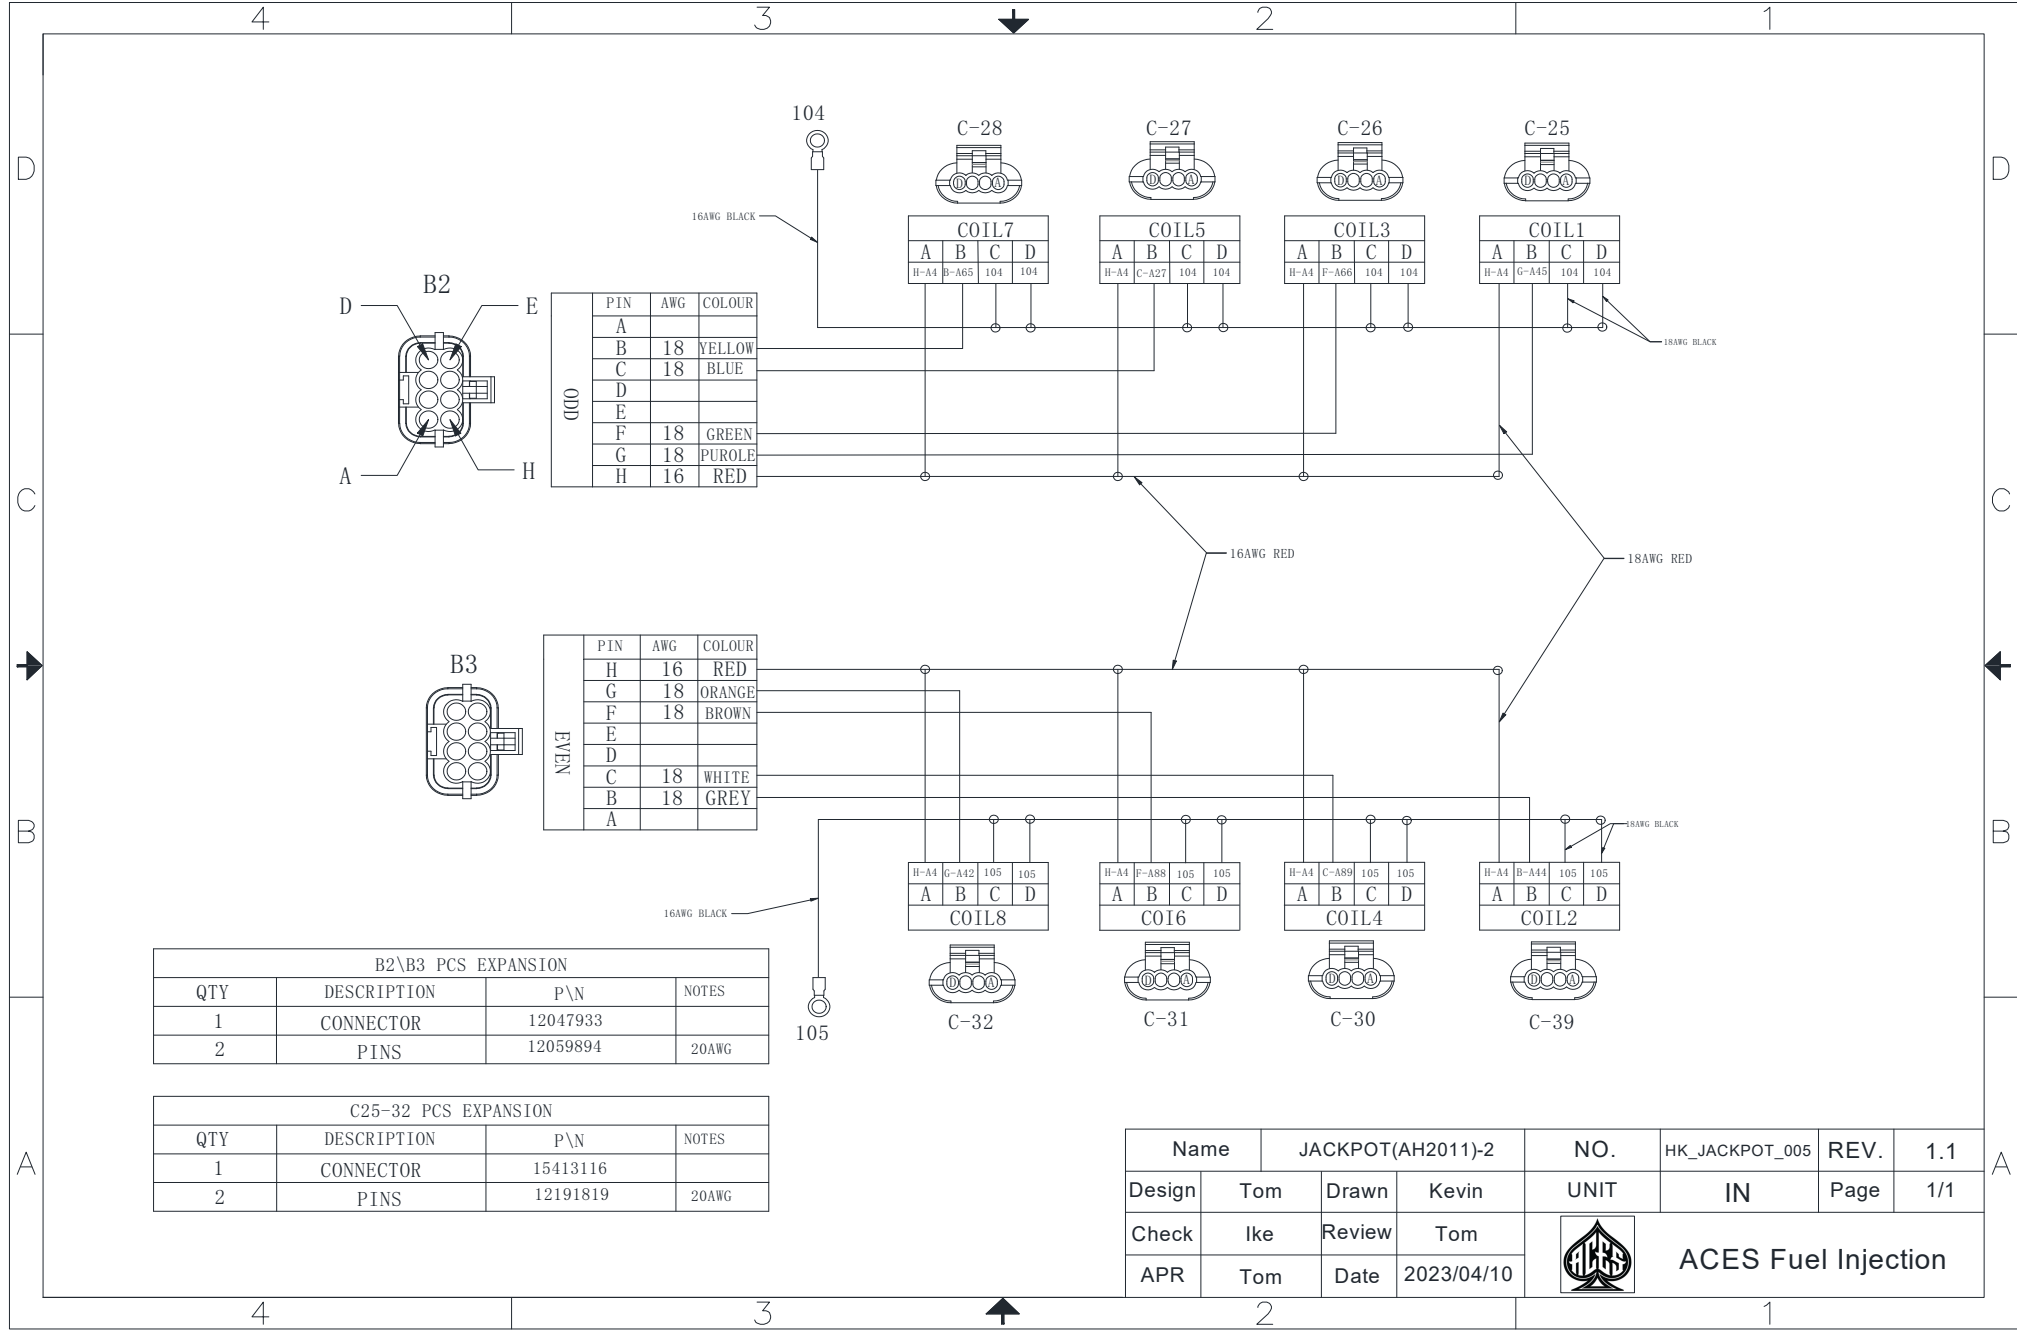 4 3 2 1
D D
C C
B B
A A
104
C-28 C-27 C-26 C-25
D A D A D A D A
16AWG BLACK
COIL7 COIL5 COIL3 COIL1
A B C D A B C D A B C D A B C D
H-A4 B-A65 104 104 H-A4 C-A27 104 104 H-A4 F-A66 104 104 H-A4 G-A45 104 104
B2
D E
A H
18AWG BLACK
ODD
PIN AWG COLOUR
A
B 18 YELLOW
C 18 BLUE
D
E
F 18 GREEN
G 18 PUROLE
H 16 RED
16AWG RED
18AWG RED
B3
EVEN
PIN AWG COLOUR
H 16 RED
G 18 ORANGE
F 18 BROWN
E
D
C 18 WHITE
B 18 GREY
A
18AWG BLACK
H-A4 G-A42 105 105 H-A4 F-A88 105 105 H-A4 C-A89 105 105 H-A4 B-A44 105 105
A B C D A B C D A B C D A B C D
16AWG BLACK
COIL8 COI6 COIL4 COIL2
D A D A D A D A
105
C-32 C-31 C-30 C-39
B2\B3 PCS EXPANSION
QTY DESCRIPTION P\N NOTES
1 CONNECTOR 12047933
2 PINS 12059894 20AWG
C25-32 PCS EXPANSION
QTY DESCRIPTION P\N NOTES
1 CONNECTOR 15413116
2 PINS 12191819 20AWG
Name JACKPOT(AH2011)-2 NO. HK_JACKPOT_005 REV. 1.1
Design Tom Drawn Kevin UNIT IN Page 1/1
Check Ike Review Tom
APR Tom Date 2023/04/10
ACES
ACES Fuel Injection
4 3 2 1